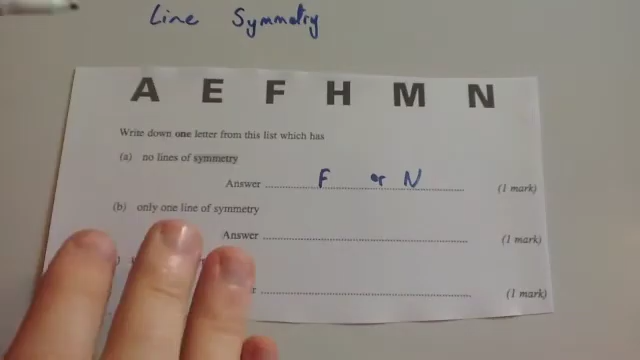 Line Symmetry
A E F H M N
Write down one letter from this list which has
(a) no lines of symmetry
Answer F or N (1 mark)
(b) only one line of symmetry
Answer (1 mark)
(1 mark)